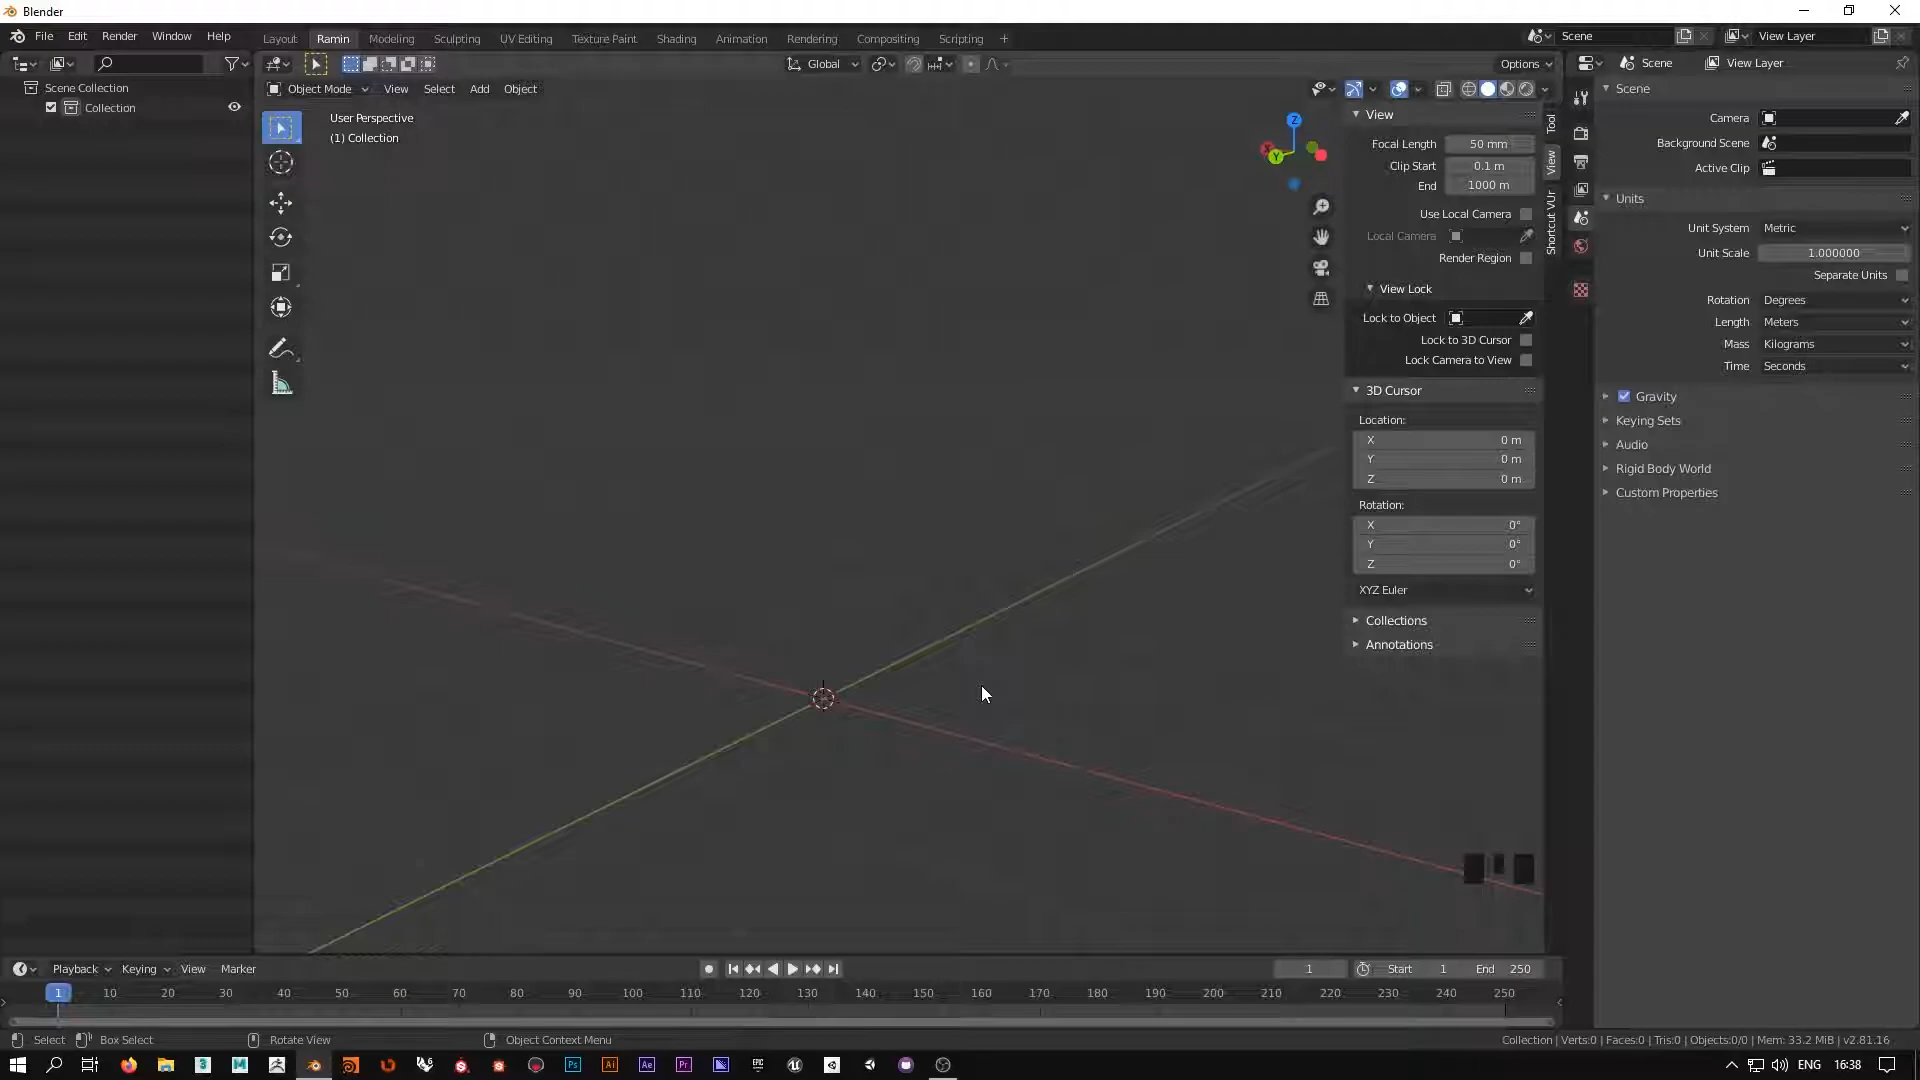 Blender
File Edit Render Window Help
Layout Ramin Modeling Sculpting UV Editing Texture Paint Shading Animation Rendering Compositing Scripting +
Scene
View Layer
Global
Options
Scene
View Layer
Scene Collection
Collection
Object Mode View Select Add Object
User Perspective
(1) Collection
Z
X
Y
View
Focal Length 50 mm
Clip Start 0.1 m
End 1000 m
Use Local Camera
Local Camera
Render Region
View Lock
Lock to Object
Lock to 3D Cursor
Lock Camera to View
3D Cursor
Location:
X 0 m
Y 0 m
Z 0 m
Rotation:
X 0°
Y 0°
Z 0°
XYZ Euler
Collections
Annotations
Tool
View
Shortcut VUr
Scene
Camera
Background Scene
Active Clip
Units
Unit System Metric
Unit Scale 1.000000
Separate Units
Rotation Degrees
Length Meters
Mass Kilograms
Time Seconds
Gravity
Keying Sets
Audio
Rigid Body World
Custom Properties
Playback Keying View Marker
1
Start 1 End 250
1 10 20 30 40 50 60 70 80 90 100 110 120 130 140 150 160 170 180 190 200 210 220 230 240 250
Select Box Select Rotate View Object Context Menu
Collection | Verts:0 | Faces:0 | Tris:0 | Objects:0/0 | Mem: 33.2 MiB | v2.81.16
3 M Ps Ai Ae Pr EPIC
ENG 16:38